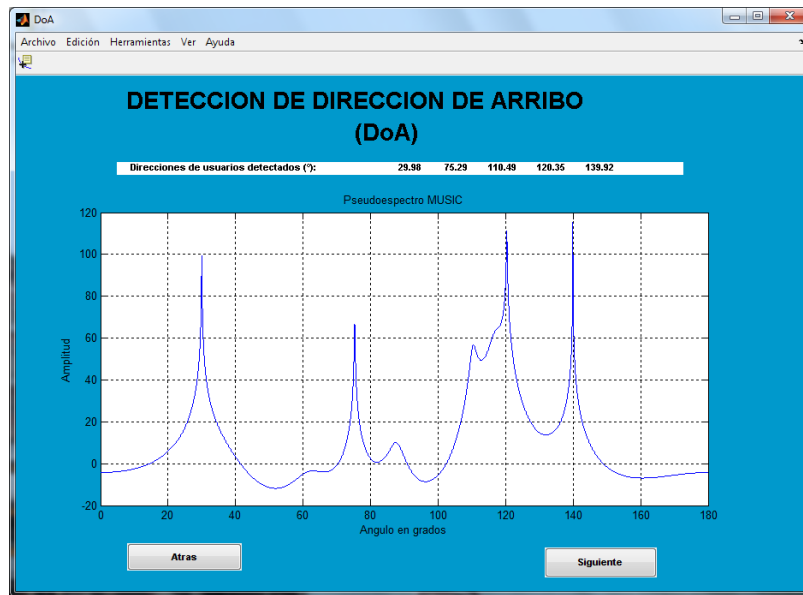 DoA
Archivo Edición Herramientas Ver Ayuda
DETECCION DE DIRECCION DE ARRIBO
(DoA)
Direcciones de usuarios detectados (°): 29.98 75.29 110.49 120.35 139.92
Pseudoespectro MUSIC
120
100
80
60
40
20
0
-20
Amplitud
0 20 40 60 80 100 120 140 160 180
Angulo en grados
Atras
Siguiente